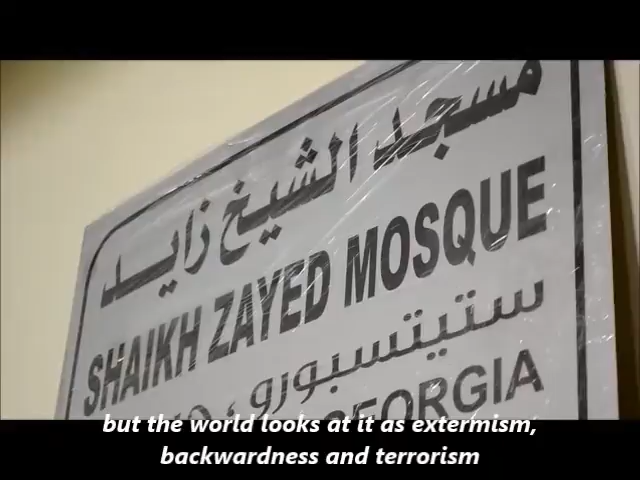 مسجد الشيخ زايد
SHAIKH ZAYED MOSQUE
ستيتسبورو ،
GEORGIA
but the world looks at it as extermism,
backwardness and terrorism